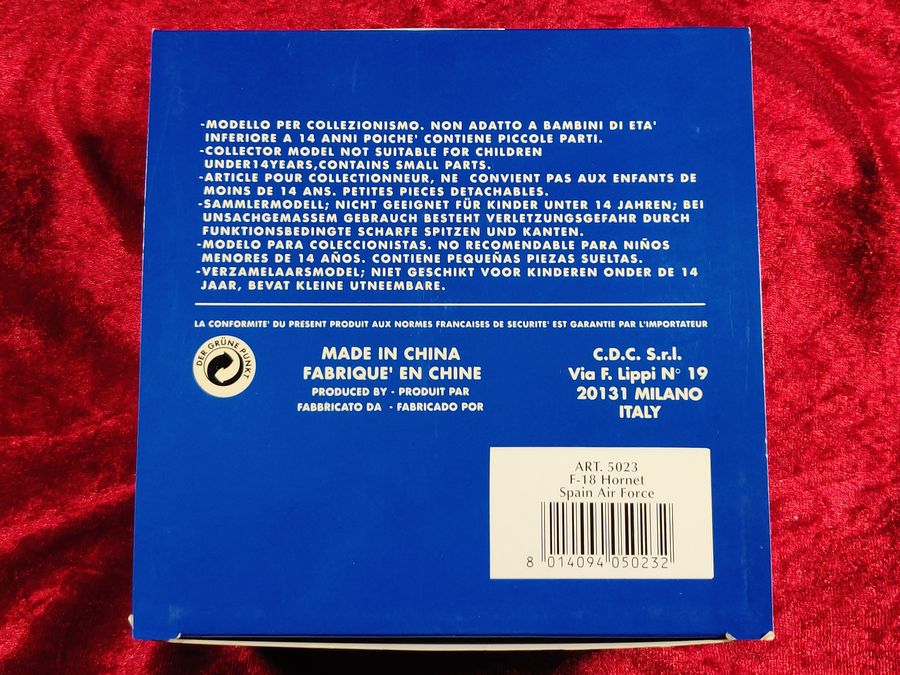 -MODELLO PER COLLEZIONISMO. NON ADATTO A BAMBINI DI ETA'
INFERIORE A 14 ANNI POICHE' CONTIENE PICCOLE PARTI.
-COLLECTOR MODEL NOT SUITABLE FOR CHILDREN
UNDER14YEARS,CONTAINS SMALL PARTS.
-ARTICLE POUR COLLECTIONNEUR, NE CONVIENT PAS AUX ENFANTS DE
MOINS DE 14 ANS. PETITES PIECES DETACHABLES.
-SAMMLERMODELL; NICHT GEEIGNET FÜR KINDER UNTER 14 JAHREN; BEI
UNSACHGEMASSEM GEBRAUCH BESTEHT VERLETZUNGSGEFAHR DURCH
FUNKTIONSBEDINGTE SCHARFE SPITZEN UND KANTEN.
-MODELO PARA COLECCIONISTAS. NO RECOMENDABLE PARA NIÑOS
MENORES DE 14 AÑOS. CONTIENE PEQUEÑAS PIEZAS SUELTAS.
-VERZAMELAARSMODEL; NIET GESCHIKT VOOR KINDEREN ONDER DE 14
JAAR, BEVAT KLEINE UTNEEMBARE.
LA CONFORMITE' DU PRESENT PRODUIT AUX NORMES FRANCAISES DE SECURITE' EST GARANTIE PAR L'IMPORTATEUR
DER GRÜNE PUNKT
MADE IN CHINA
FABRIQUE' EN CHINE
PRODUCED BY - PRODUIT PAR
FABBRICATO DA - FABRICADO POR
C.D.C. S.r.l.
Via F. Lippi N° 19
20131 MILANO
ITALY
ART. 5023
F-18 Hornet
Spain Air Force
8 014094 050232